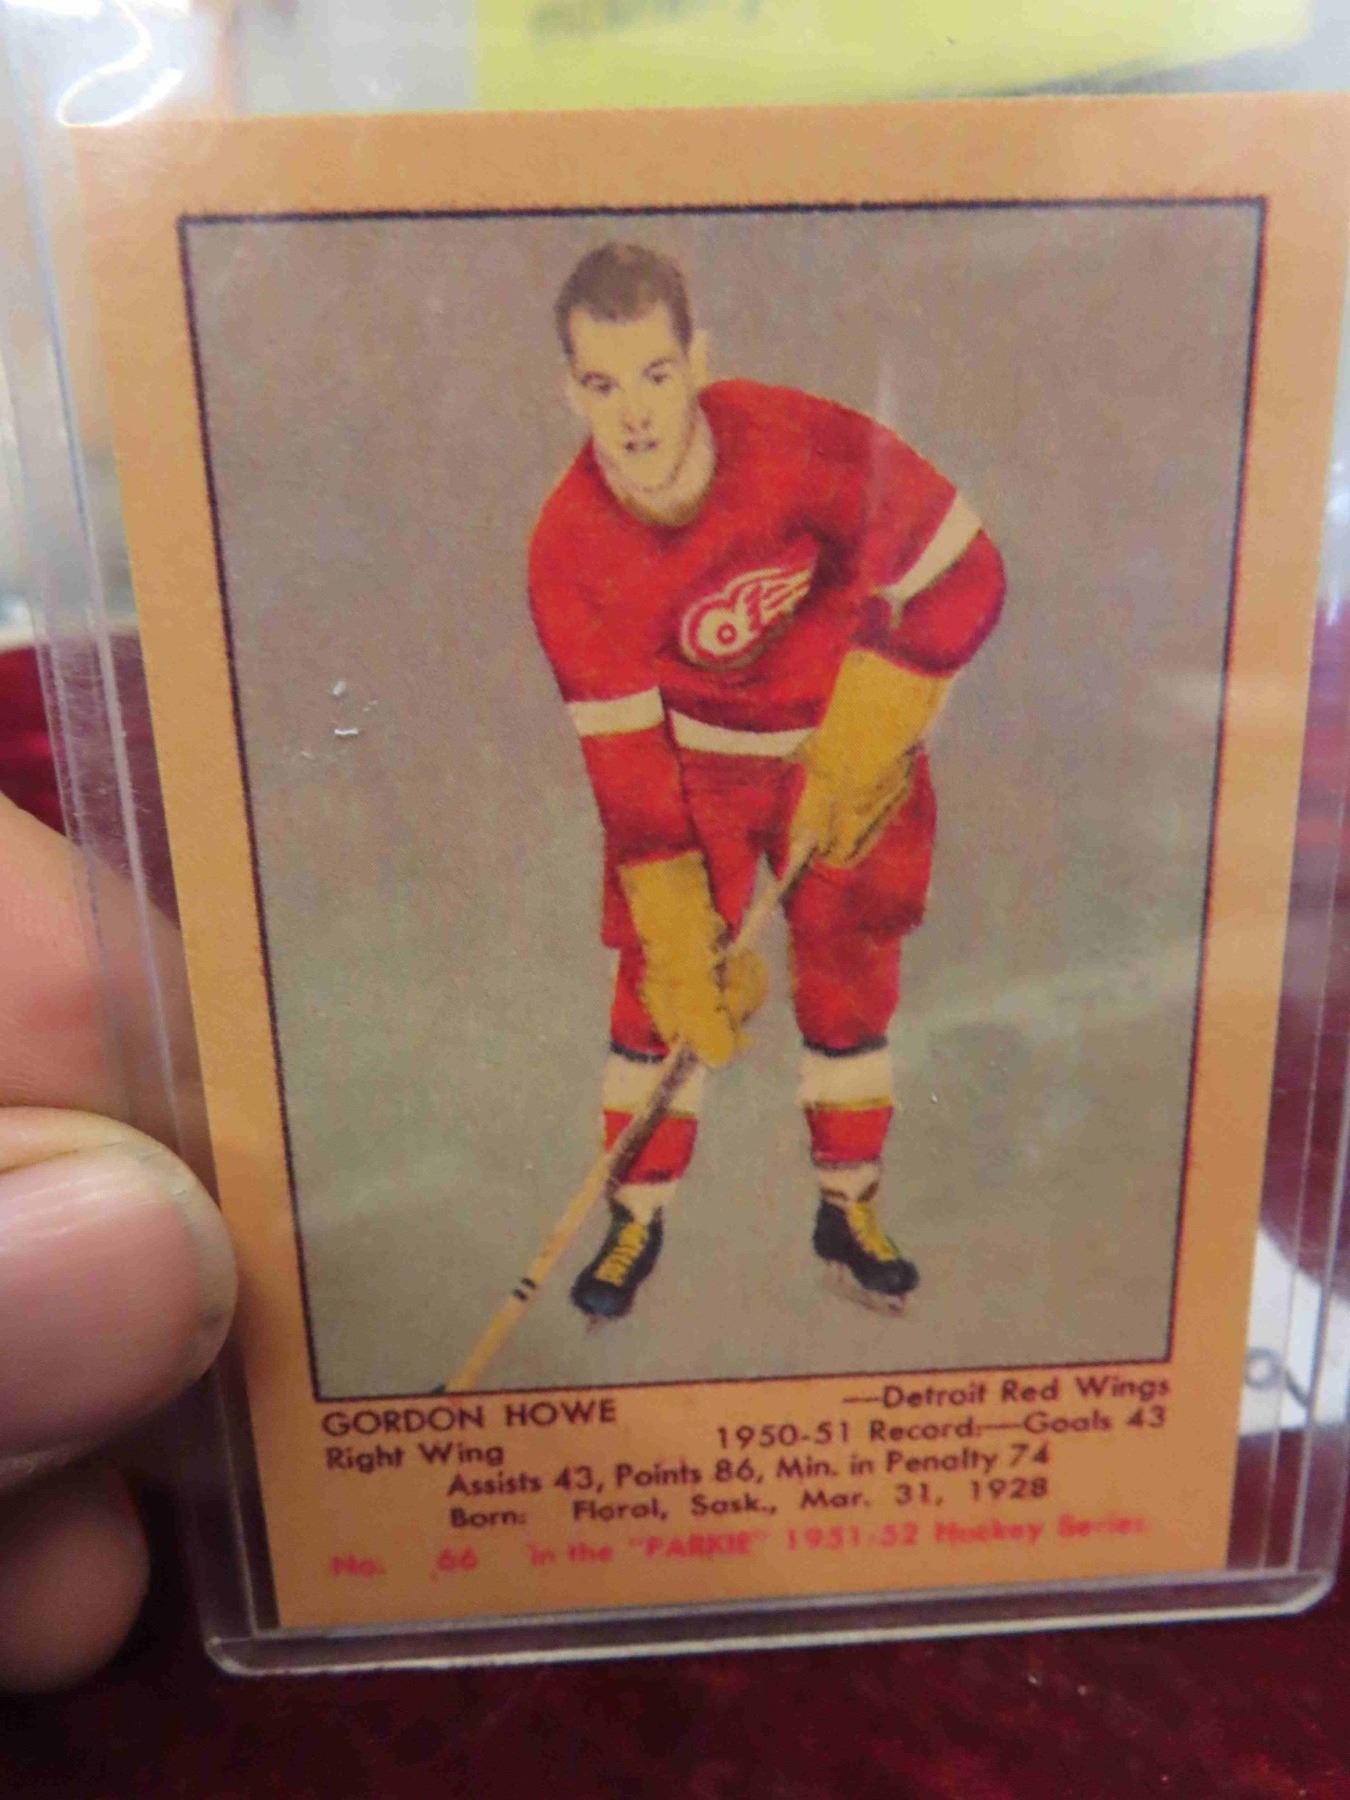 GORDON HOWE —Detroit Red Wings
Right Wing 1950-51 Record:—Goals 43
Assists 43, Points 86, Min. in Penalty 74
Born: Floral, Sask., Mar. 31, 1928
No. 66 in the "PARKIE" 1951-52 Hockey Series